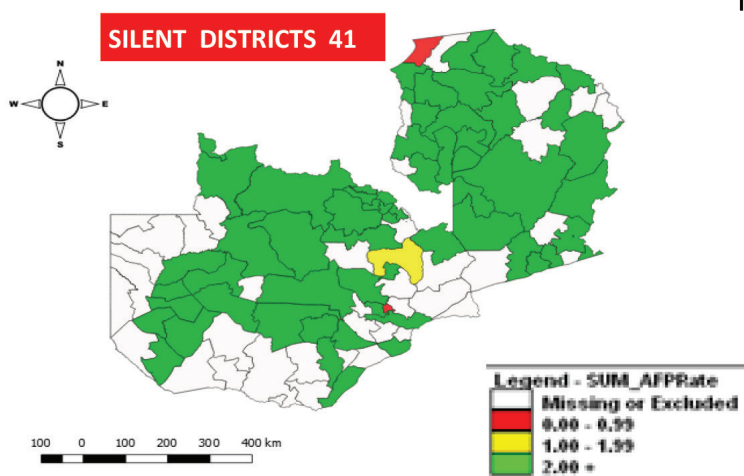 SILENT DISTRICTS 41
N
W E
S
Legend - SUM_AFPRate
Missing or Excluded
0.00 - 0.99
1.00 - 1.99
2.00 +
100 0 100 200 300 400 km